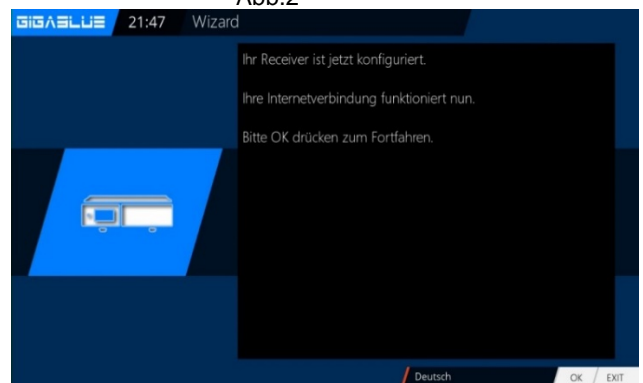 Abb.2
GIGABLUE 21:47 Wizard
Ihr Receiver ist jetzt konfiguriert.
Ihre Internetverbindung funktioniert nun.
Bitte OK drücken zum Fortfahren.
Deutsch OK EXIT